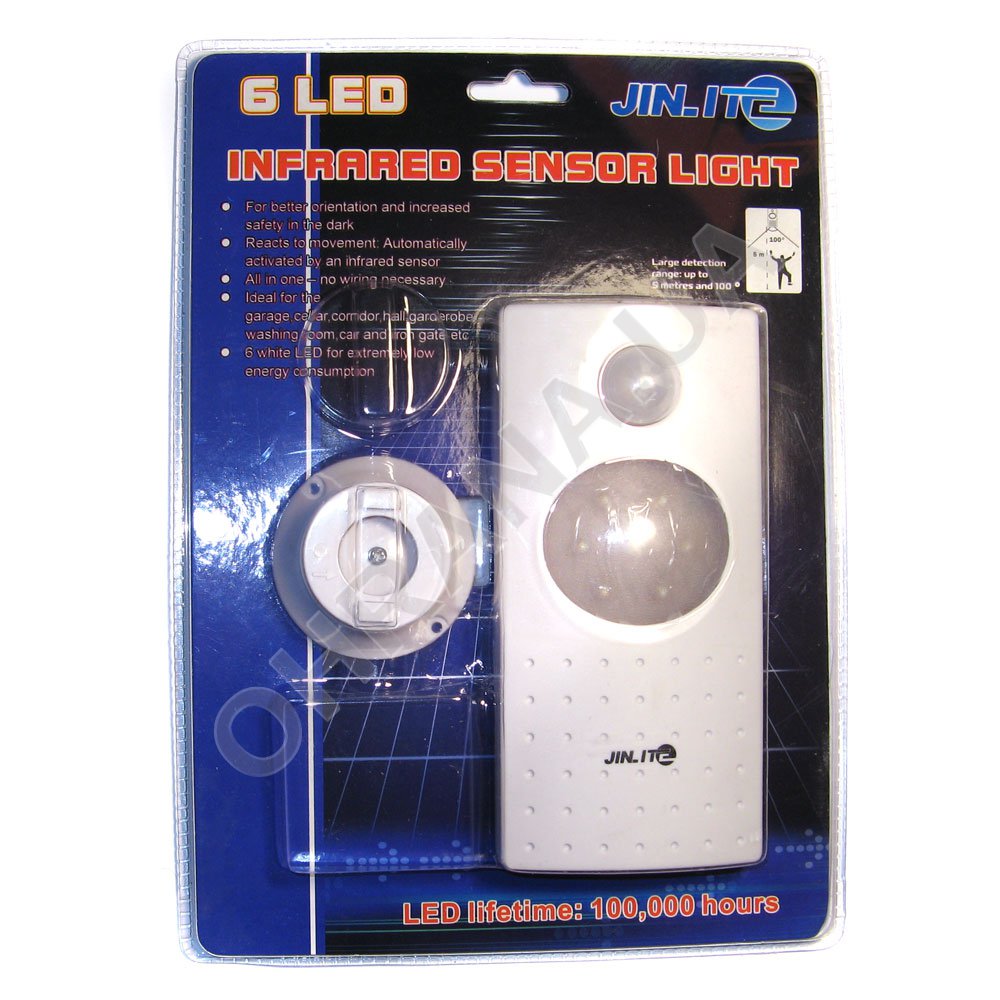 6 LED
JIN.ITE
INFRARED SENSOR LIGHT
For better orientation and increased
safety in the dark
Reacts to movement: Automatically
activated by an infrared sensor
All in one – no wiring necessary
Ideal for the
garage,cellar,corridor,hall,garderobe
washing room,car and iron gate etc
6 white LED for extremely low
energy consumption
100°
5 m
Large detection
range: up to
5 metres and 100°
JIN.ITE
LED lifetime: 100,000 hours
OHRANA.UA